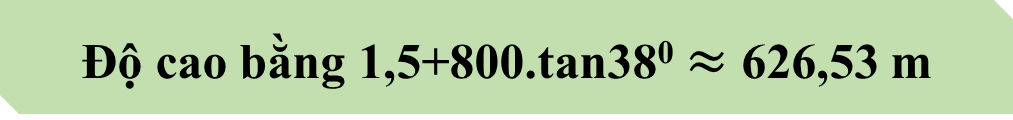 Độ cao bằng 1,5+800.tan38⁰ ≈ 626,53 m